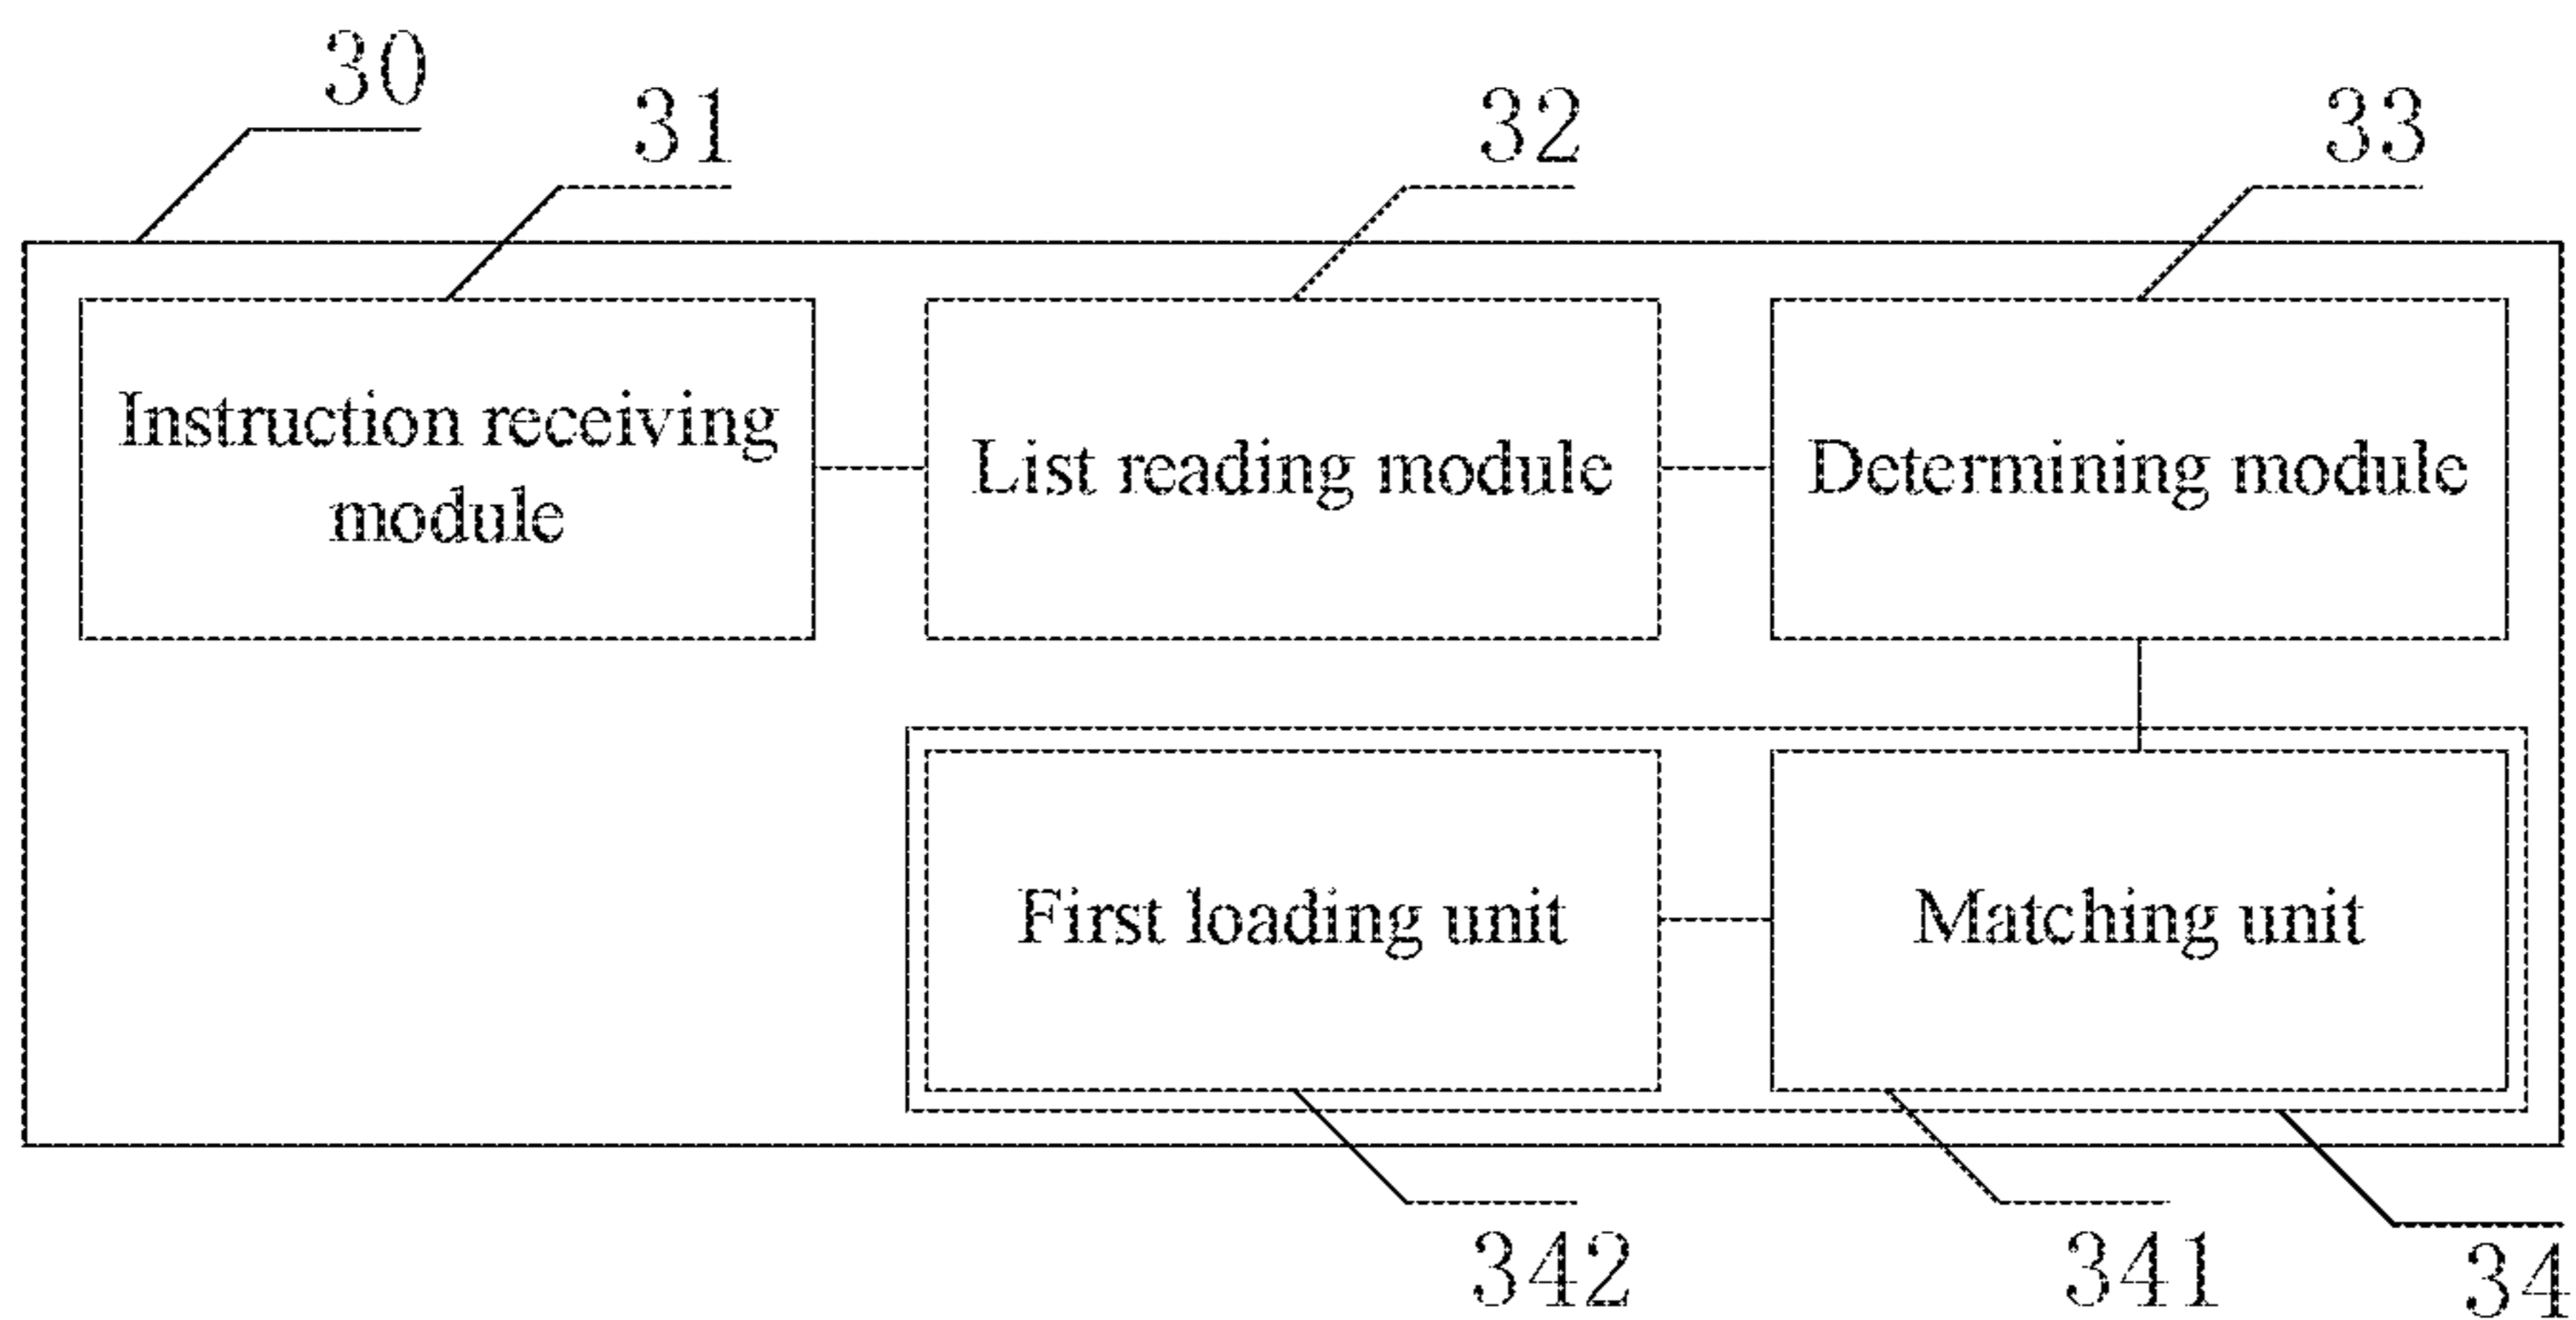 30
31
32
33
Instruction receiving
module
List reading module
Determining module
First loading unit
Matching unit
342
341
34